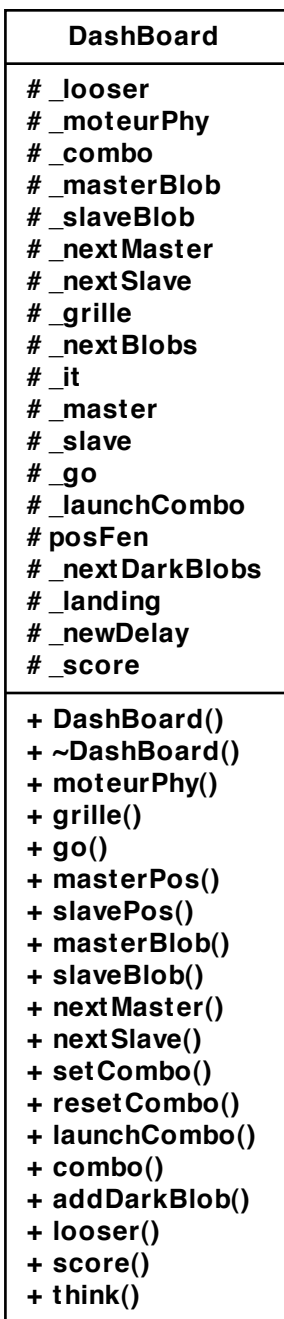 DashBoard
# _looser
# _moteurPhy
# _combo
# _masterBlob
# _slaveBlob
# _nextMaster
# _nextSlave
# _grille
# _nextBlobs
# _it
# _master
# _slave
# _go
# _launchCombo
# posFen
# _nextDarkBlobs
# _landing
# _newDelay
# _score
+ DashBoard()
+ ~DashBoard()
+ moteurPhy()
+ grille()
+ go()
+ masterPos()
+ slavePos()
+ masterBlob()
+ slaveBlob()
+ nextMaster()
+ nextSlave()
+ setCombo()
+ resetCombo()
+ launchCombo()
+ combo()
+ addDarkBlob()
+ looser()
+ score()
+ think()